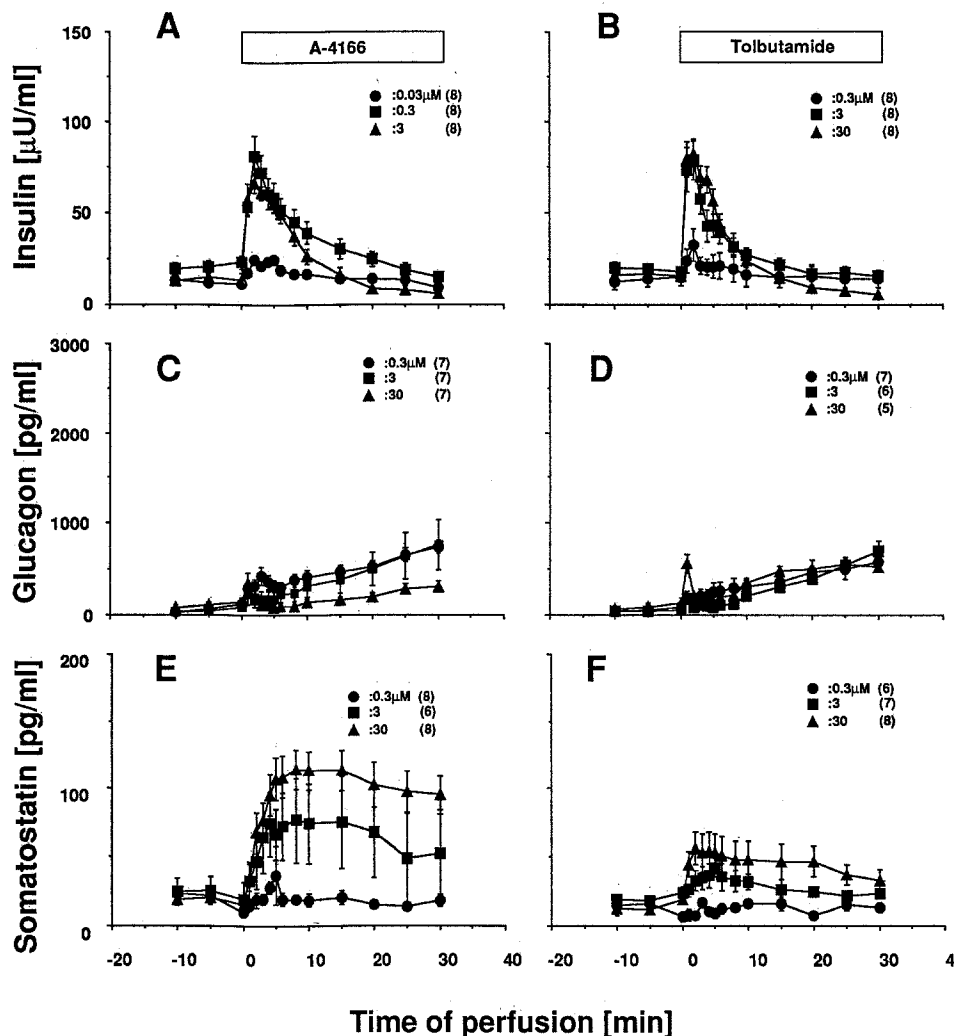 A
B
150
A-4166
Tolbutamide
●:0.03μM (8)
■:0.3 (8)
▲:3 (8)
●:0.3μM (8)
■:3 (8)
▲:30 (8)
100
50
0
Insulin [μU/ml]
C
D
3000
●:0.3μM (7)
■:3 (7)
▲:30 (7)
●:0.3μM (7)
■:3 (6)
▲:30 (5)
2000
1000
0
Glucagon [pg/ml]
E
F
200
●:0.3μM (8)
■:3 (6)
▲:30 (8)
●:0.3μM (6)
■:3 (7)
▲:30 (8)
100
0
Somatostatin [pg/ml]
-20 -10 0 10 20 30 40
-10 0 10 20 30 4
Time of perfusion [min]